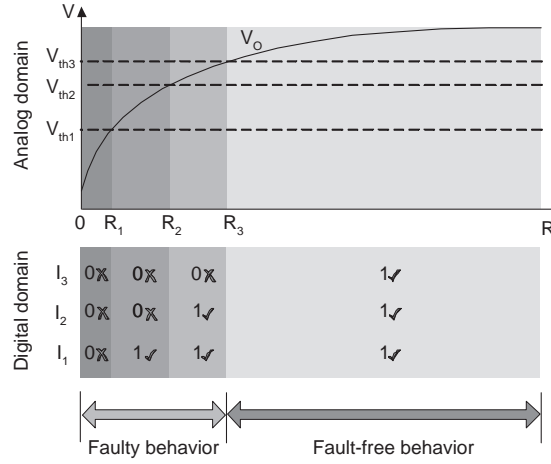 V
V_O
V_th3
V_th2
V_th1
Analog domain
0 R_1 R_2 R_3 R
Digital domain
I_3 0✗ 0✗ 0✗ 1✓
I_2 0✗ 0✗ 1✓ 1✓
I_1 0✗ 1✓ 1✓ 1✓
Faulty behavior Fault-free behavior